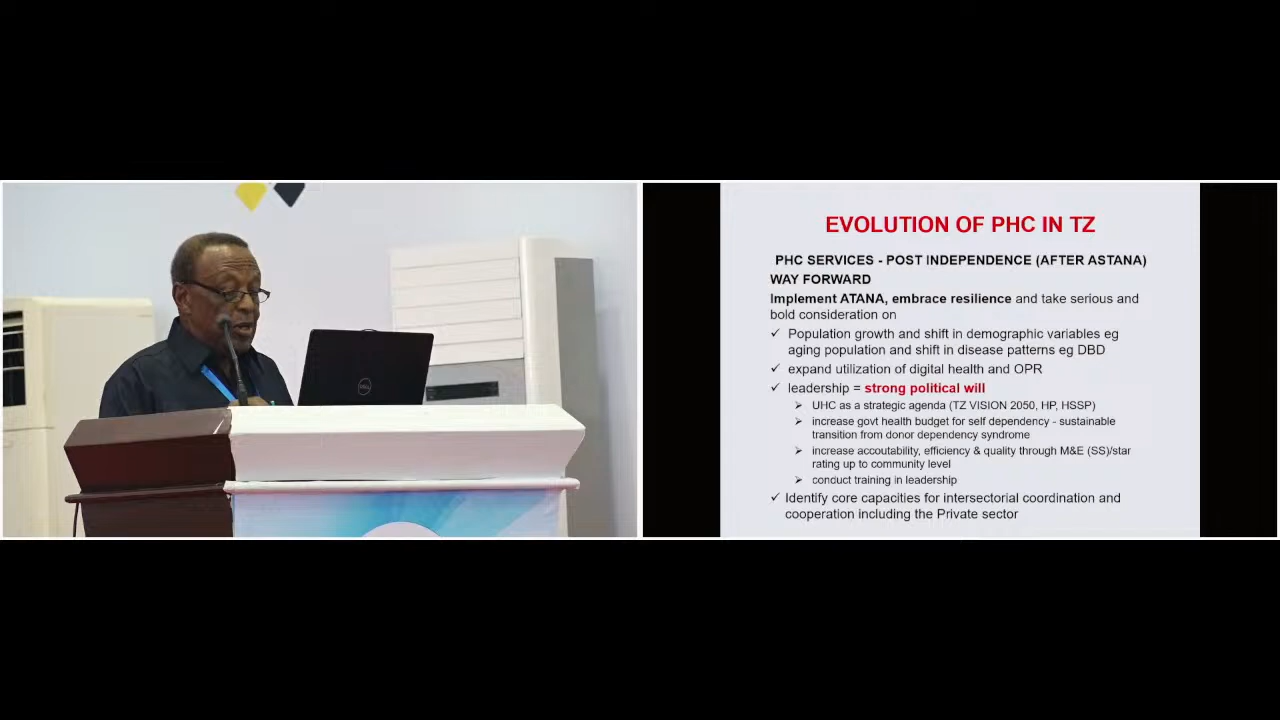 EVOLUTION OF PHC IN TZ
PHC SERVICES - POST INDEPENDENCE (AFTER ASTANA)
WAY FORWARD
Implement ATANA, embrace resilience and take serious and
bold consideration on
✓ Population growth and shift in demographic variables eg
aging population and shift in disease patterns eg DBD
✓ expand utilization of digital health and OPR
✓ leadership = strong political will
➢ UHC as a strategic agenda (TZ VISION 2050, HP, HSSP)
➢ increase govt health budget for self dependency - sustainable
transition from donor dependency syndrome
➢ increase accoutability, efficiency & quality through M&E (SS)/star
rating up to community level
➢ conduct training in leadership
✓ Identify core capacities for intersectorial coordination and
cooperation including the Private sector
DELL